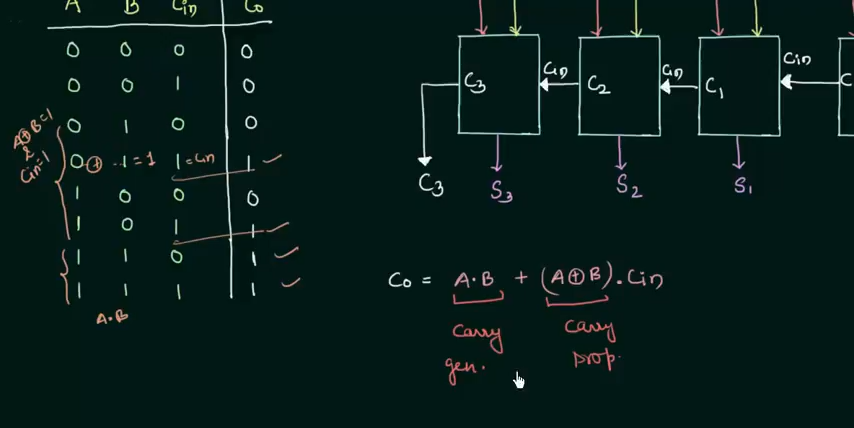 A B Cin Co
0 0 0 0
0 0 1 0
0 1 0 0
0 ⊕ 1 = 1 1 = Cin 1
1 0 0 0
1 0 1 1
1 1 0 1
1 1 1 1
A·B
A⊕B=1
&
Cin=1
C3 Cin C2 Cin C1 Cin C
C3 S3 S2 S1
Co = A·B + (A⊕B).Cin
Carry gen.
Carry prop.